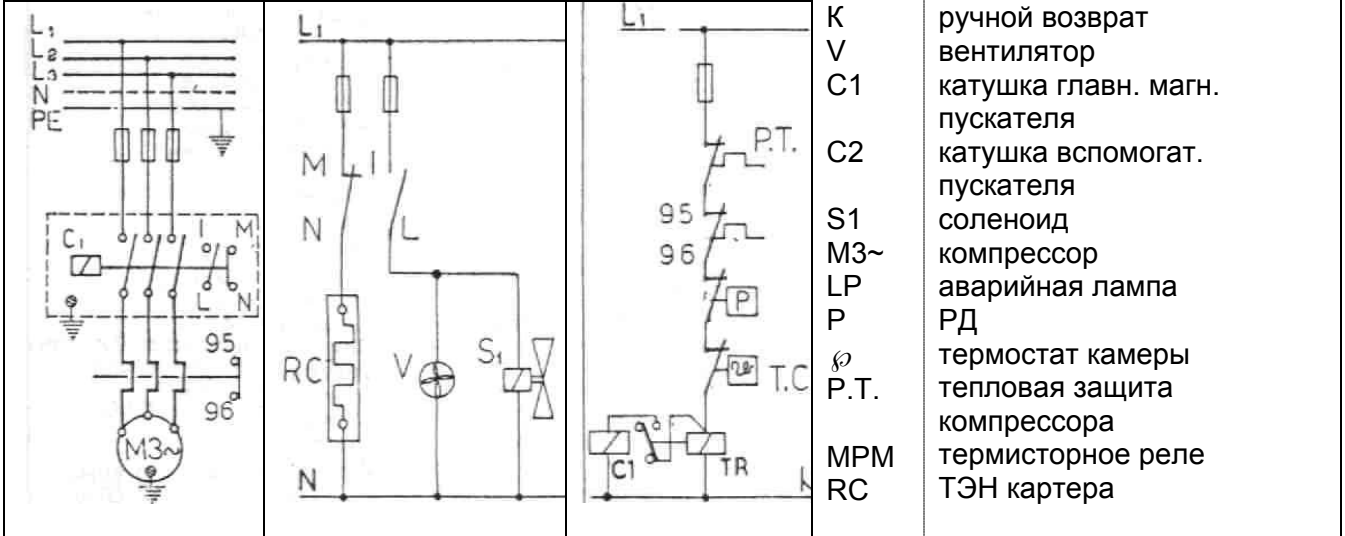 L1
L2
L3
N
PE
C1
I M
L N
95
96
M3~
L1
M I
N L
RC V S1
N
L1
P.T.
95
96
P
T.C
C1 TR
К ручной возврат
V вентилятор
C1 катушка главн. магн.
пускателя
C2 катушка вспомогат.
пускателя
S1 соленоид
М3~ компрессор
LP аварийная лампа
P РД
℘ термостат камеры
P.T. тепловая защита
компрессора
MPM термисторное реле
RC ТЭН картера